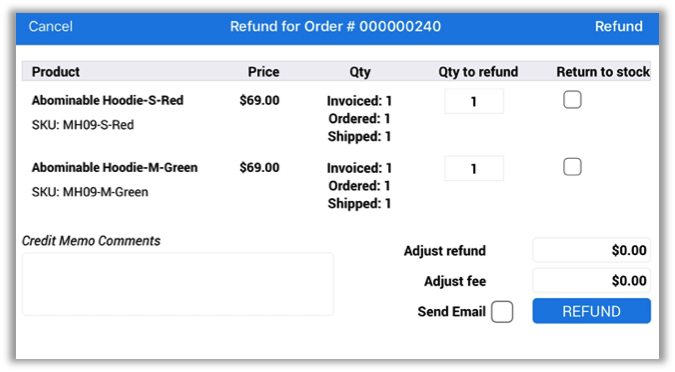 Cancel Refund for Order # 000000240 Refund
Product Price Qty Qty to refund Return to stock
Abominable Hoodie-S-Red $69.00 Invoiced: 1 1
SKU: MH09-S-Red Ordered: 1
Shipped: 1
Abominable Hoodie-M-Green $69.00 Invoiced: 1 1
SKU: MH09-M-Green Ordered: 1
Shipped: 1
Credit Memo Comments
Adjust refund $0.00
Adjust fee $0.00
Send Email REFUND